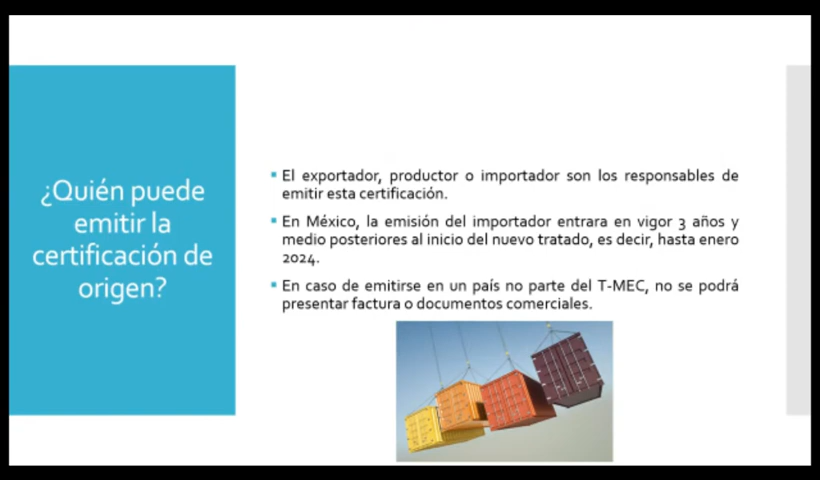 ¿Quién puede
emitir la
certificación de
origen?
El exportador, productor o importador son los responsables de
emitir esta certificación.
En México, la emisión del importador entrara en vigor 3 años y
medio posteriores al inicio del nuevo tratado, es decir, hasta enero
2024.
En caso de emitirse en un país no parte del T-MEC, no se podrá
presentar factura o documentos comerciales.